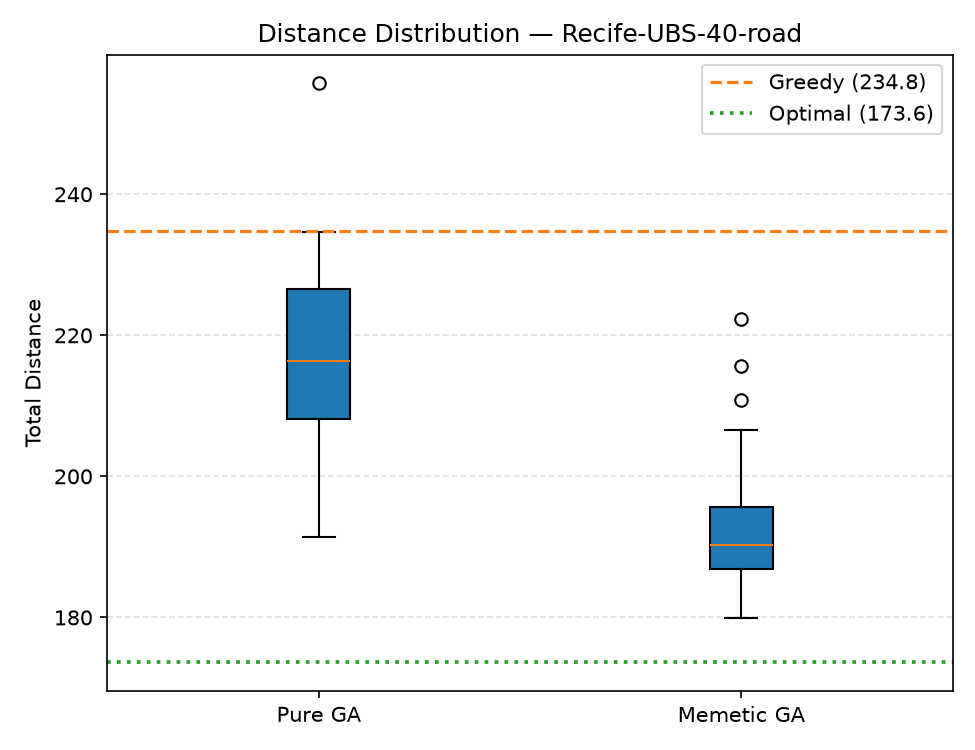 Distance Distribution — Recife-UBS-40-road
Greedy (234.8)
Optimal (173.6)
Total Distance
240
220
200
180
Pure GA
Memetic GA